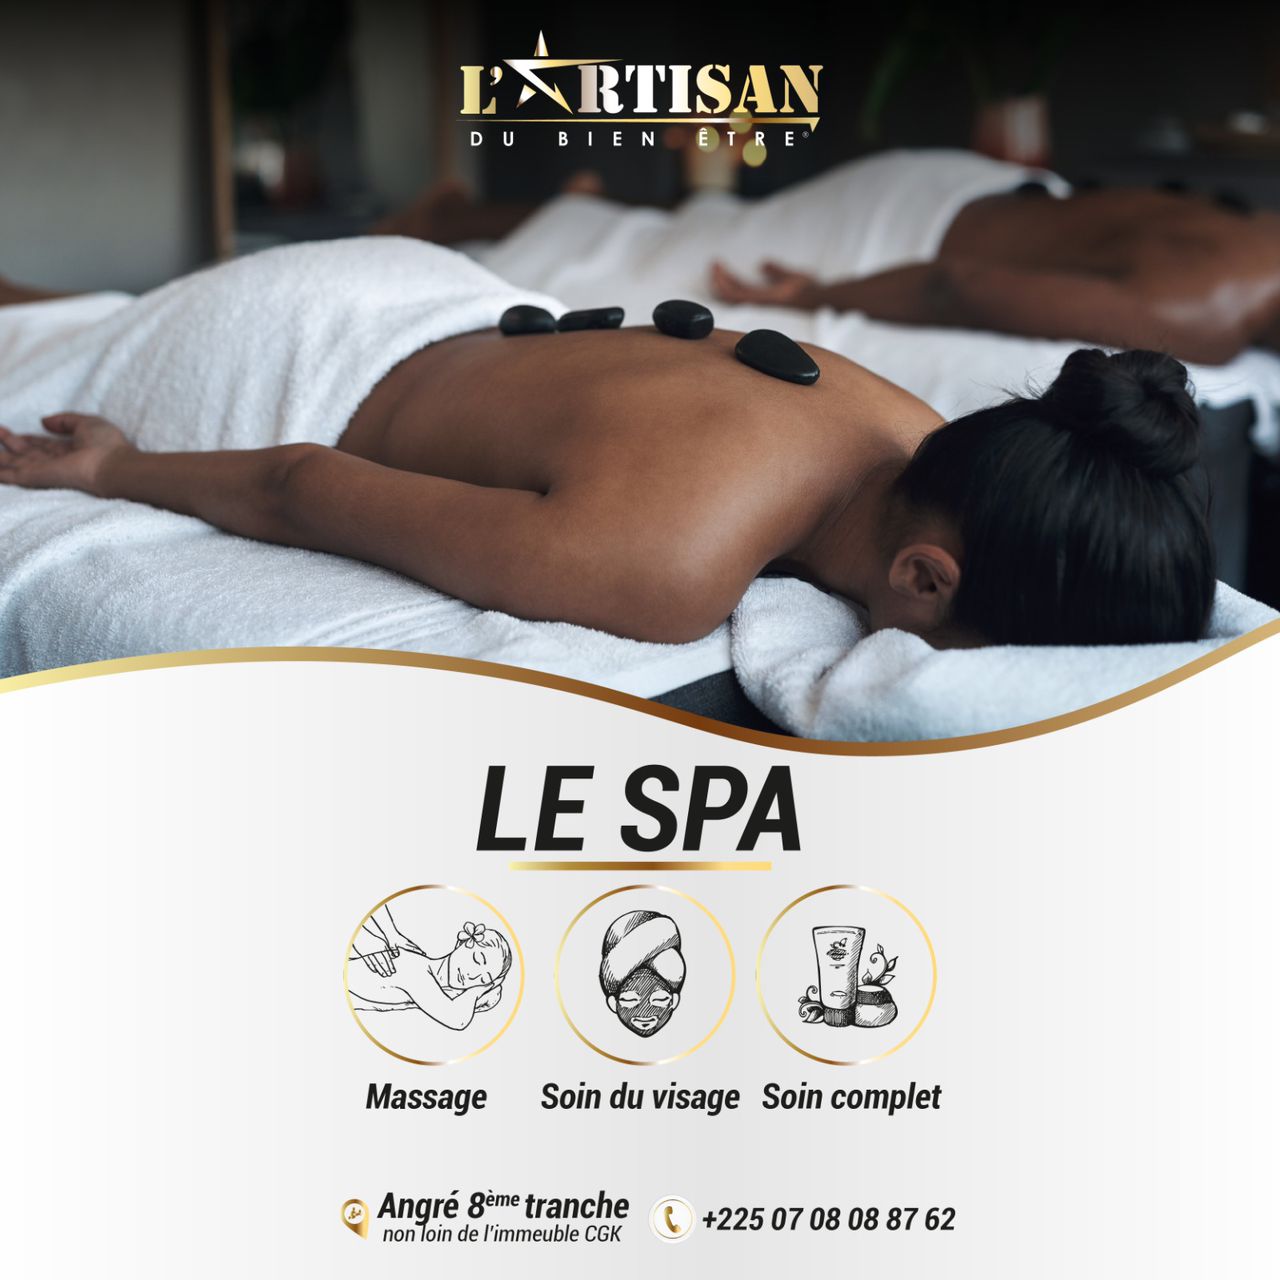 L'ARTISAN
DU BIEN ÊTRE®
LE SPA
Massage
Soin du visage
Soin complet
Angré 8ème tranche
non loin de l'immeuble CGK
+225 07 08 08 87 62